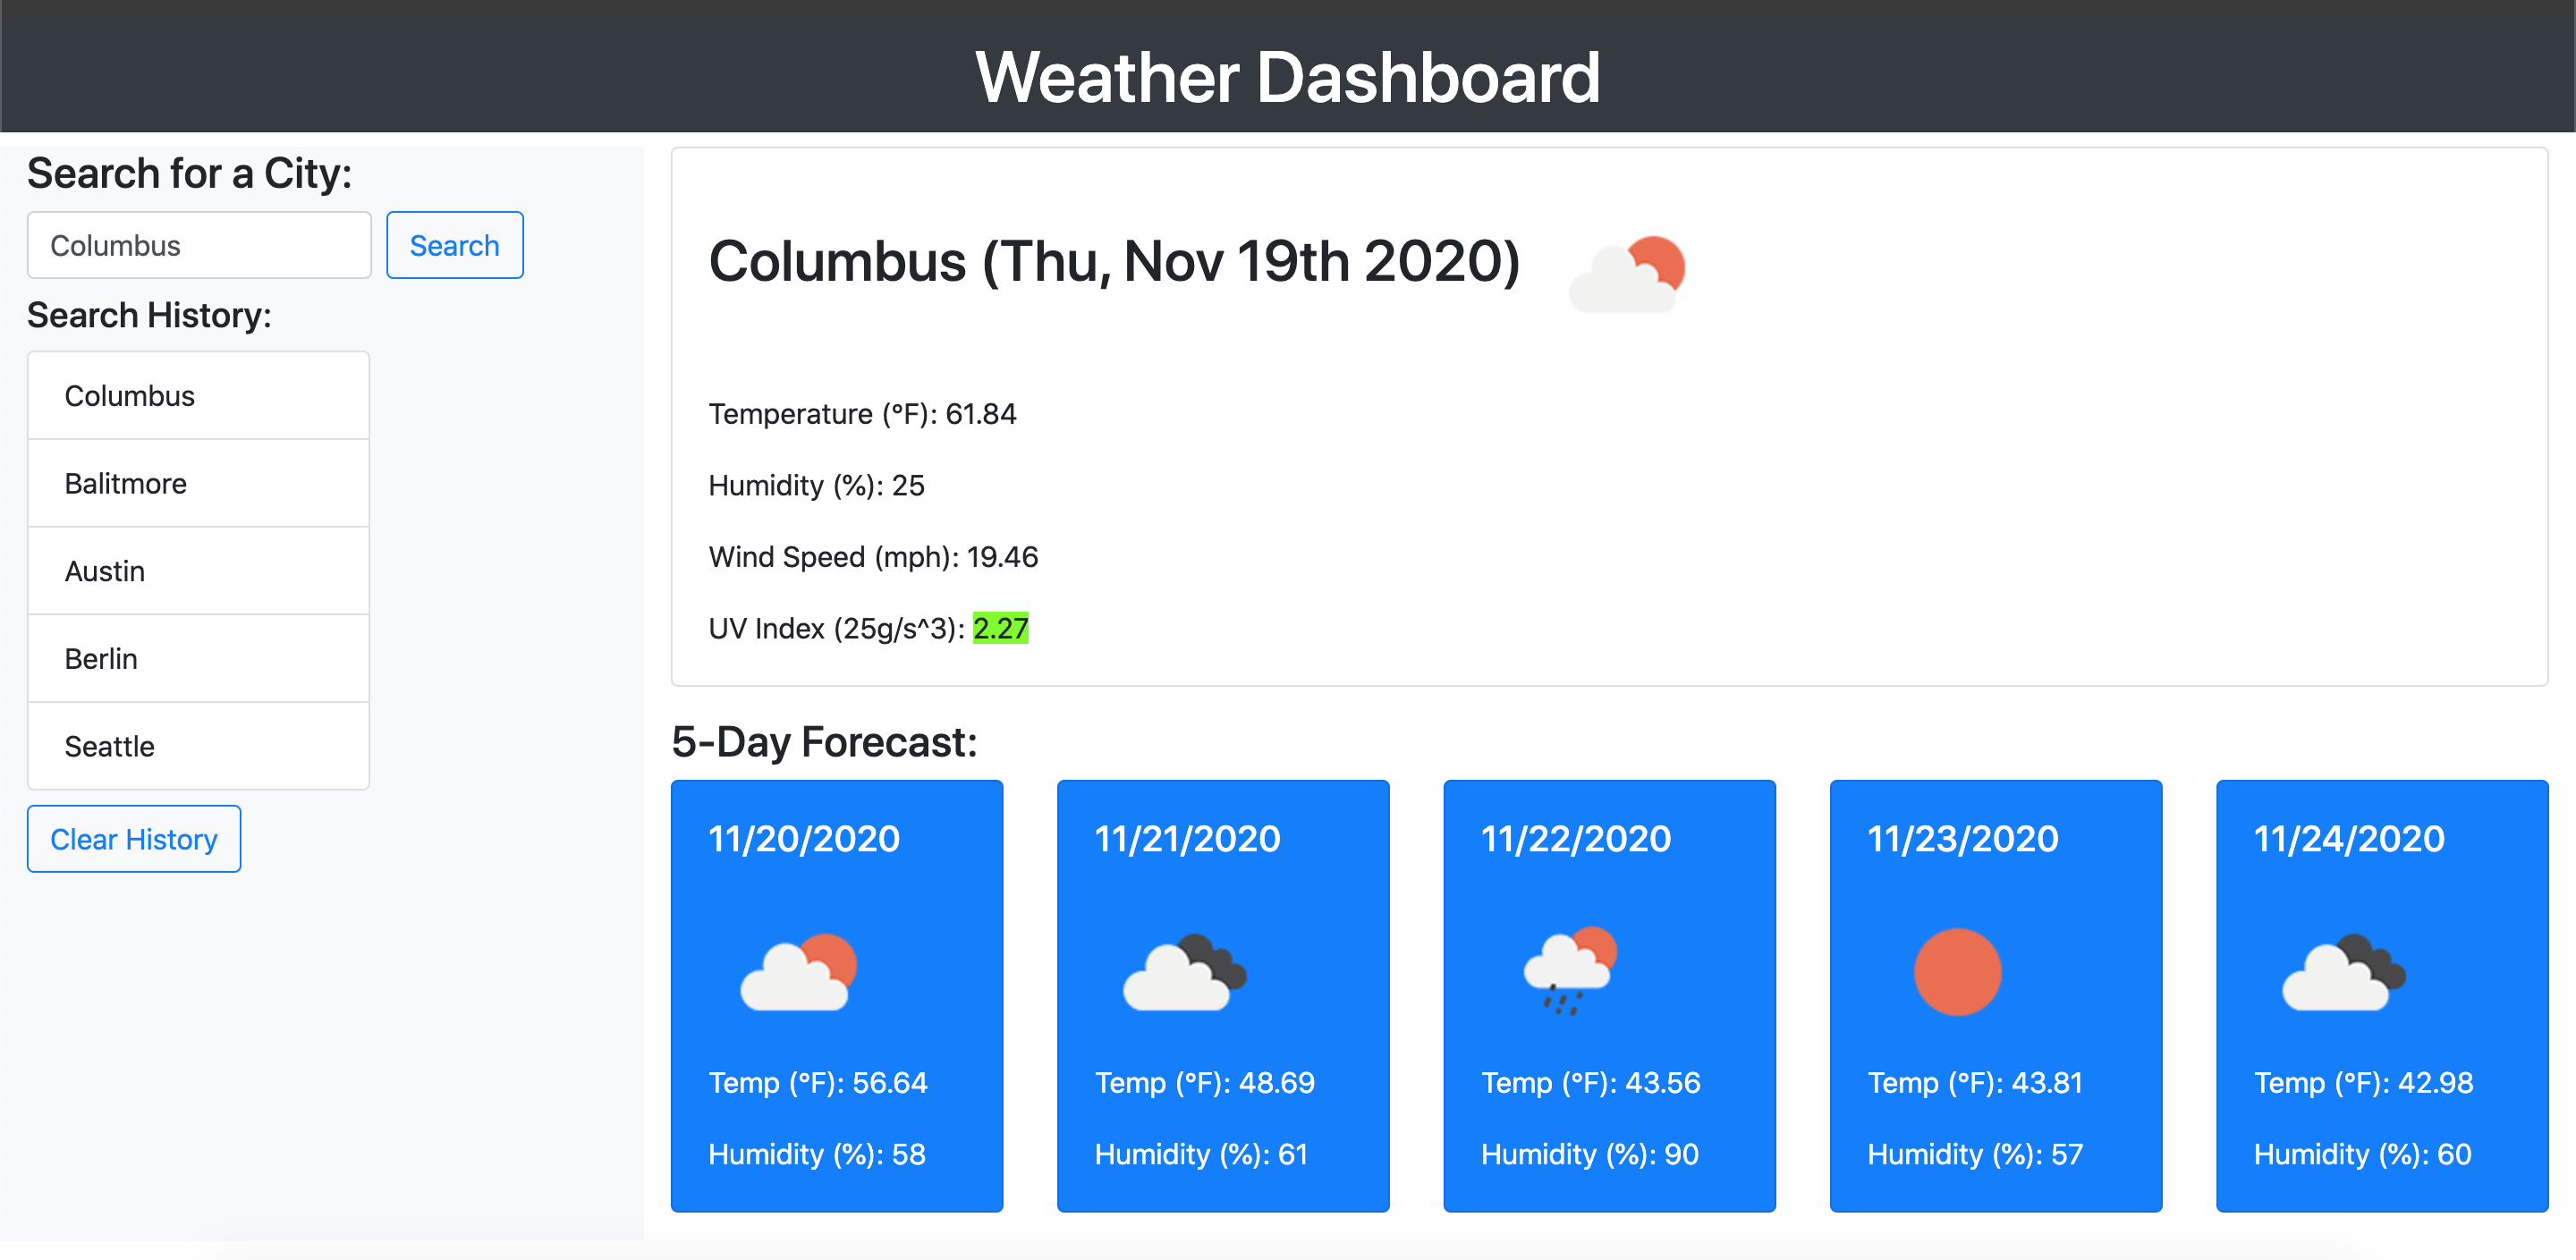 Weather Dashboard
Search for a City:
Columbus
Search
Search History:
Columbus
Balitmore
Austin
Berlin
Seattle
Clear History
Columbus (Thu, Nov 19th 2020)
Temperature (°F): 61.84
Humidity (%): 25
Wind Speed (mph): 19.46
UV Index (25g/s^3): 2.27
5-Day Forecast:
11/20/2020
Temp (°F): 56.64
Humidity (%): 58
11/21/2020
Temp (°F): 48.69
Humidity (%): 61
11/22/2020
Temp (°F): 43.56
Humidity (%): 90
11/23/2020
Temp (°F): 43.81
Humidity (%): 57
11/24/2020
Temp (°F): 42.98
Humidity (%): 60